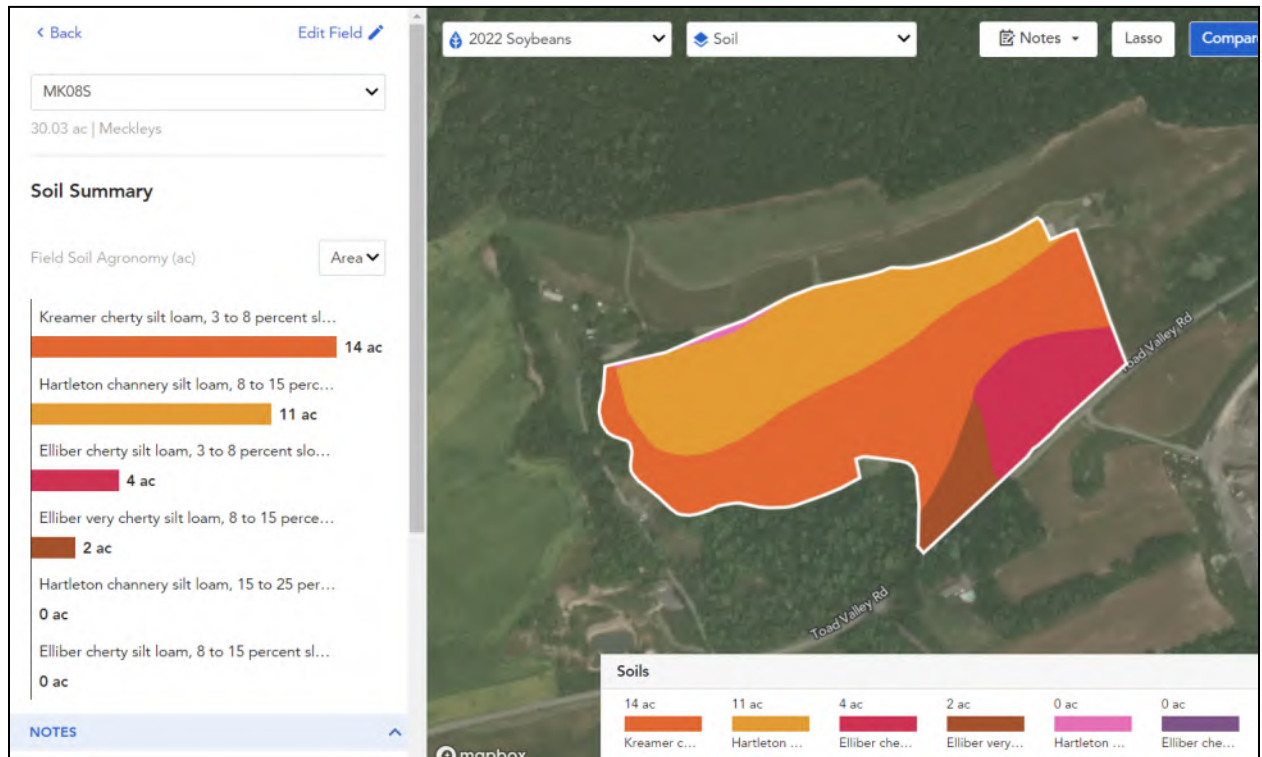 Back
Edit Field
MK08S
30.03 ac | Meckleys
Soil Summary
Field Soil Agronomy (ac)
Area
Kreamer cherty silt loam, 3 to 8 percent sl...
14 ac
Hartleton channery silt loam, 8 to 15 perc...
11 ac
Elliber cherty silt loam, 3 to 8 percent slo...
4 ac
Elliber very cherty silt loam, 8 to 15 perce...
2 ac
Hartleton channery silt loam, 15 to 25 per...
0 ac
Elliber cherty silt loam, 8 to 15 percent sl...
0 ac
NOTES
2022 Soybeans
Soil
Notes
Lasso
Compar
Toad Valley Rd
Toad Valley Rd
Soils
14 ac 11 ac 4 ac 2 ac 0 ac 0 ac
Kreamer c... Hartleton ... Elliber che... Elliber very... Hartleton ... Elliber che...
mapbox